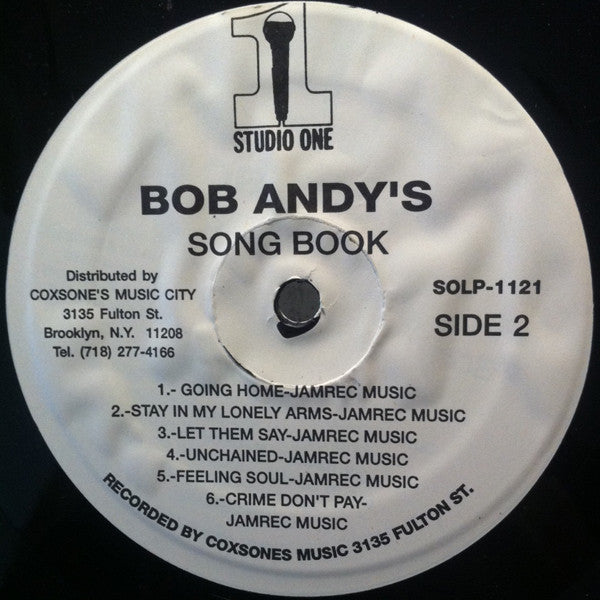 1
STUDIO ONE
BOB ANDY'S
SONG BOOK
Distributed by
COXSONE'S MUSIC CITY
3135 Fulton St.
Brooklyn, N.Y. 11208
Tel. (718) 277-4166
SOLP-1121
SIDE 2
1.- GOING HOME-JAMREC MUSIC
2.-STAY IN MY LONELY ARMS-JAMREC MUSIC
3.-LET THEM SAY-JAMREC MUSIC
4.-UNCHAINED-JAMREC MUSIC
5.-FEELING SOUL-JAMREC MUSIC
6.-CRIME DON'T PAY-
JAMREC MUSIC
RECORDED BY COXSONES MUSIC 3135 FULTON ST.